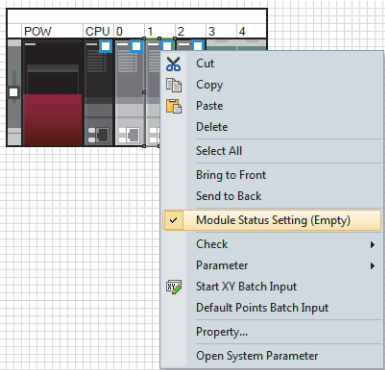 POW CPU 0 1 2 3 4
Cut
Copy
Paste
Delete
Select All
Bring to Front
Send to Back
Module Status Setting (Empty)
Check
Parameter
Start XY Batch Input
Default Points Batch Input
Property...
Open System Parameter